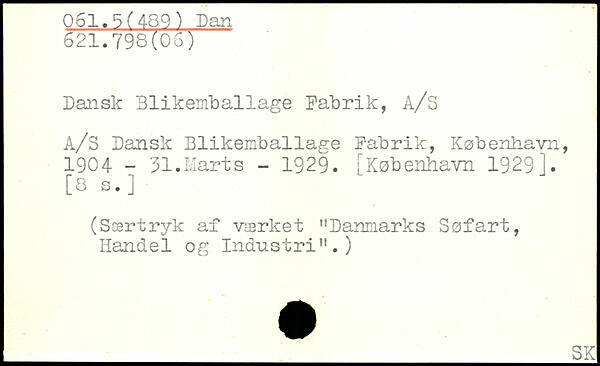 061.5(489) Dan
621.798(06)
Dansk Blikemballage Fabrik, A/S
A/S Dansk Blikemballage Fabrik, København,
1904 - 31.Marts - 1929. [København 1929].
[8 s.]
(Særtryk af værket "Danmarks Søfart,
Handel og Industri".)
SK